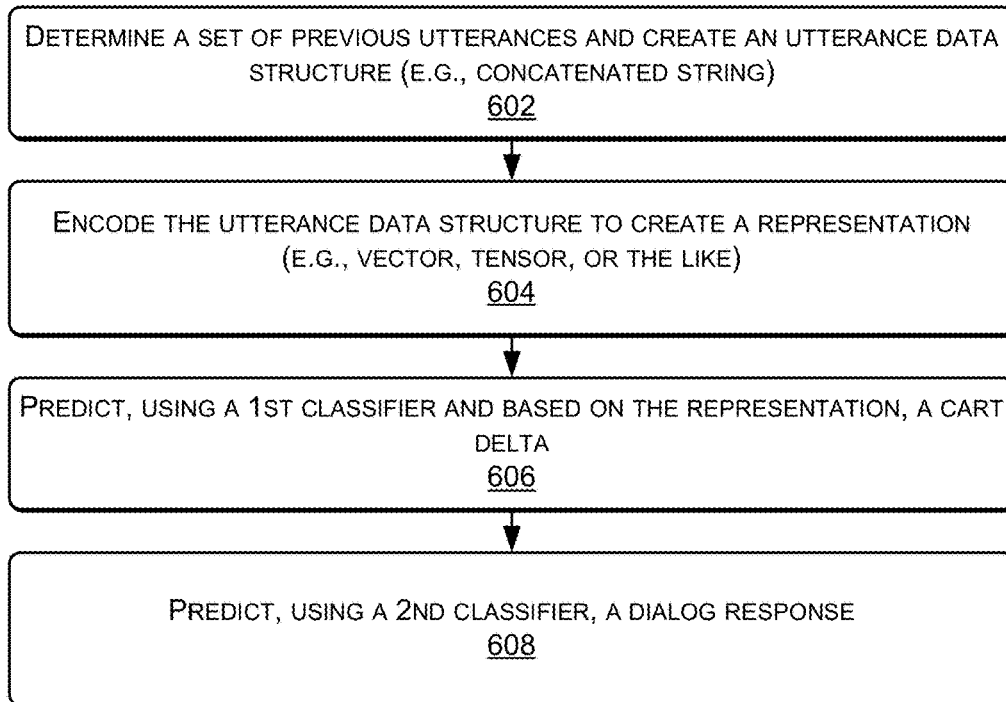 DETERMINE A SET OF PREVIOUS UTTERANCES AND CREATE AN UTTERANCE DATA
STRUCTURE (E.G., CONCATENATED STRING)
602
ENCODE THE UTTERANCE DATA STRUCTURE TO CREATE A REPRESENTATION
(E.G., VECTOR, TENSOR, OR THE LIKE)
604
PREDICT, USING A 1ST CLASSIFIER AND BASED ON THE REPRESENTATION, A CART
DELTA
606
PREDICT, USING A 2ND CLASSIFIER, A DIALOG RESPONSE
608